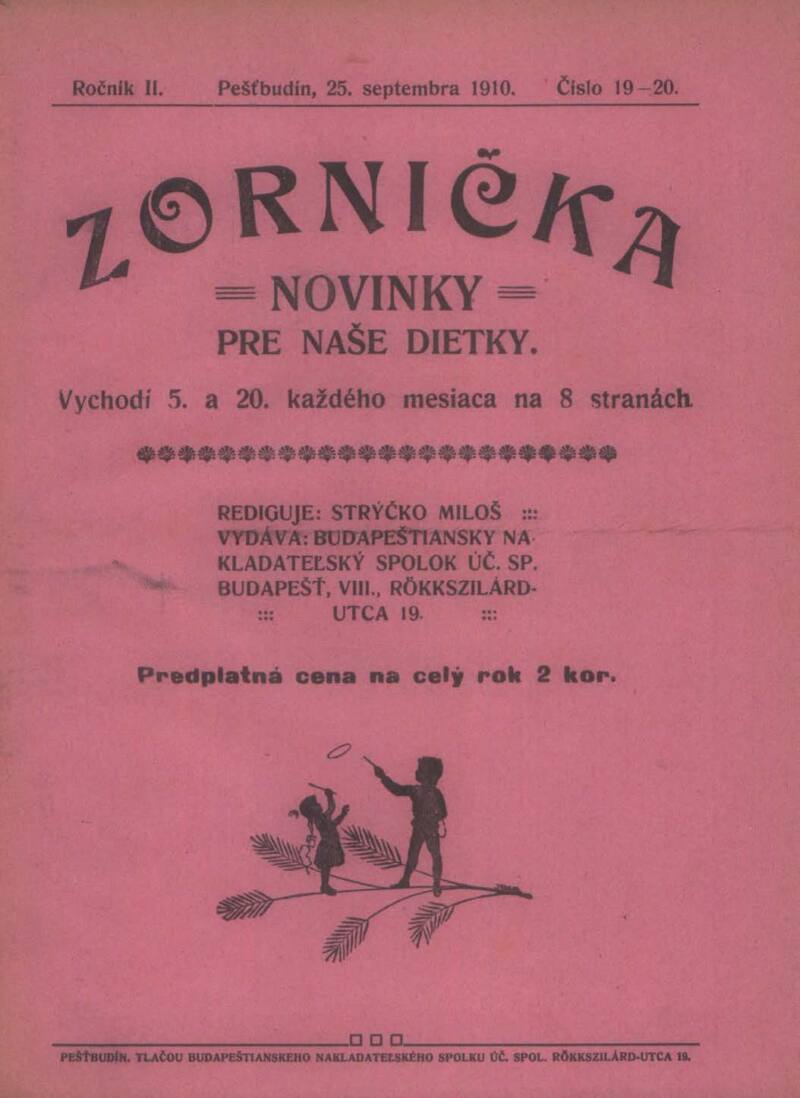 Ročník II. Pešťbudín, 25. septembra 1910. Číslo 19–20.
ZORNIČKA
NOVINKY
PRE NAŠE DIETKY.
Vychodí 5. a 20. každého mesiaca na 8 stranách.
REDIGUJE: STRÝČKO MILOŠ :::
VYDÁVA: BUDAPEŠTIANSKY NA-
KLADATEĽSKÝ SPOLOK ÚČ. SP.
BUDAPEŠŤ, VIII., RÖKKSZILÁRD-
::: UTCA 19. :::
Predplatná cena na celý rok 2 kor.
PEŠŤBUDÍN. TLAČOU BUDAPEŠTIANSKEHO NAKLADATEĽSKÉHO SPOLKU ÚČ. SPOL. RÖKKSZILÁRD-UTCA 19.